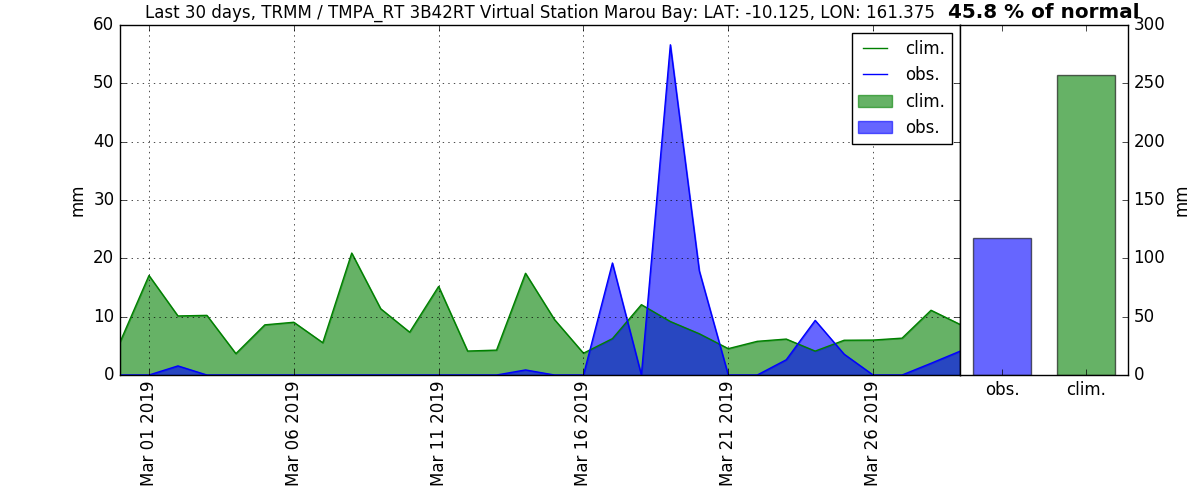 Last 30 days, TRMM / TMPA_RT 3B42RT Virtual Station Marou Bay: LAT: -10.125, LON: 161.375
45.8 % of normal
60
50
40
30
20
10
0
mm
clim.
obs.
clim.
obs.
Mar 01 2019
Mar 06 2019
Mar 11 2019
Mar 16 2019
Mar 21 2019
Mar 26 2019
300
250
200
150
100
50
0
mm
obs.
clim.